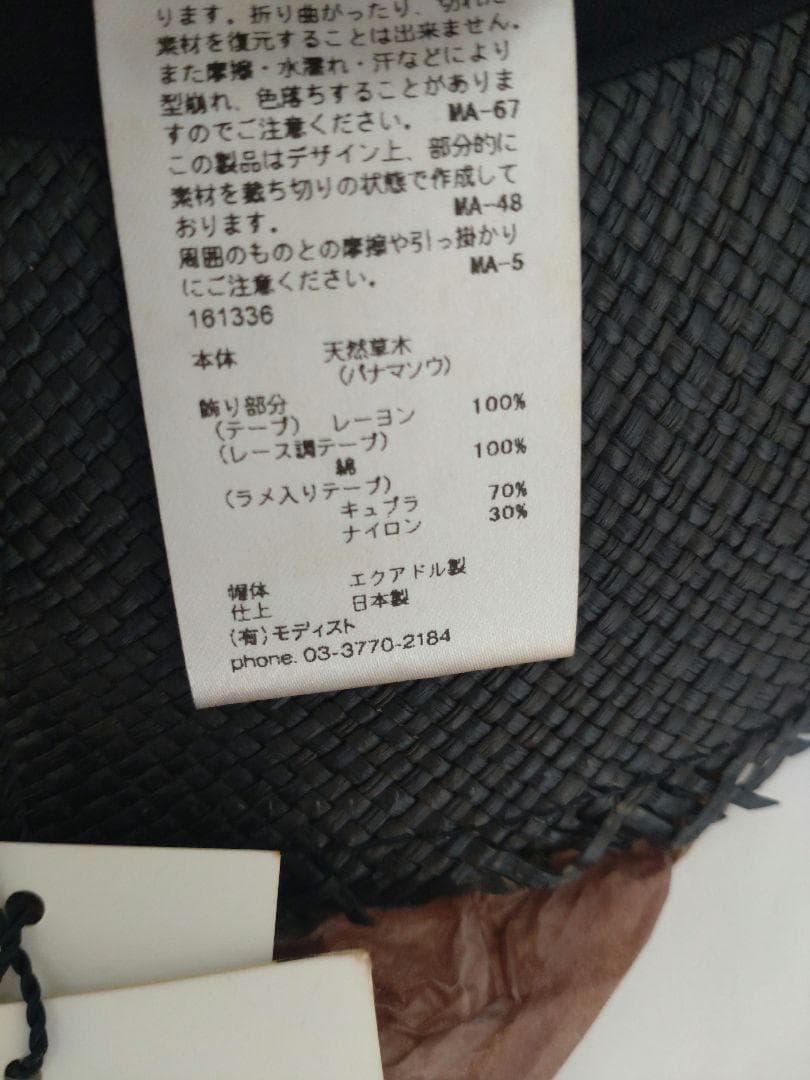 ります。折り曲がったり、切れた
素材を復元することは出来ません。
また摩擦・水濡れ・汗などにより
型崩れ、色落ちすることがありま
すのでご注意ください。 MA-67
この製品はデザイン上、部分的に
素材を裁ち切りの状態で作成して
おります。 MA-48
周囲のものとの摩擦や引っ掛かり
にご注意ください。 MA-5
161336
本体 天然草木
(パナマソウ)
飾り部分
(テープ) レーヨン 100%
(レース調テープ)
綿 100%
(ラメ入りテープ)
キュプラ 70%
ナイロン 30%
帽体 エクアドル製
仕上 日本製
(有)モディスト
phone. 03-3770-2184